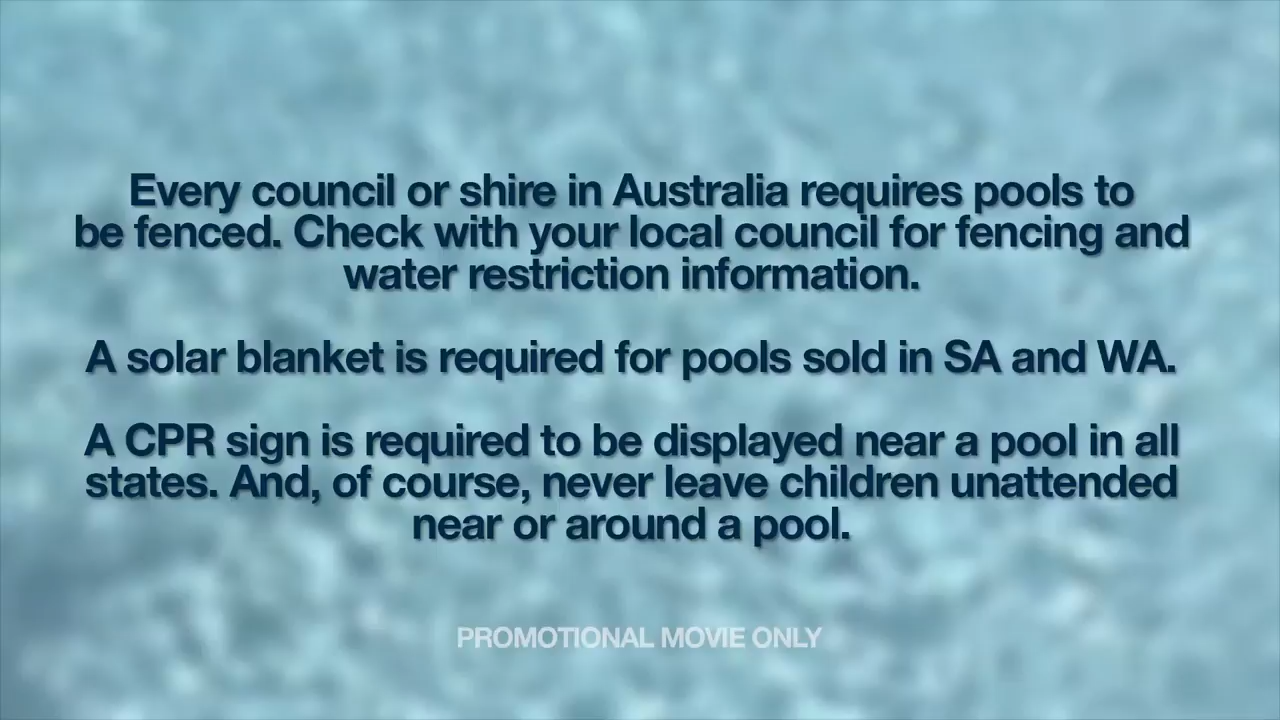 Every council or shire in Australia requires pools to
be fenced. Check with your local council for fencing and
water restriction information.
A solar blanket is required for pools sold in SA and WA.
A CPR sign is required to be displayed near a pool in all
states. And, of course, never leave children unattended
near or around a pool.
PROMOTIONAL MOVIE ONLY